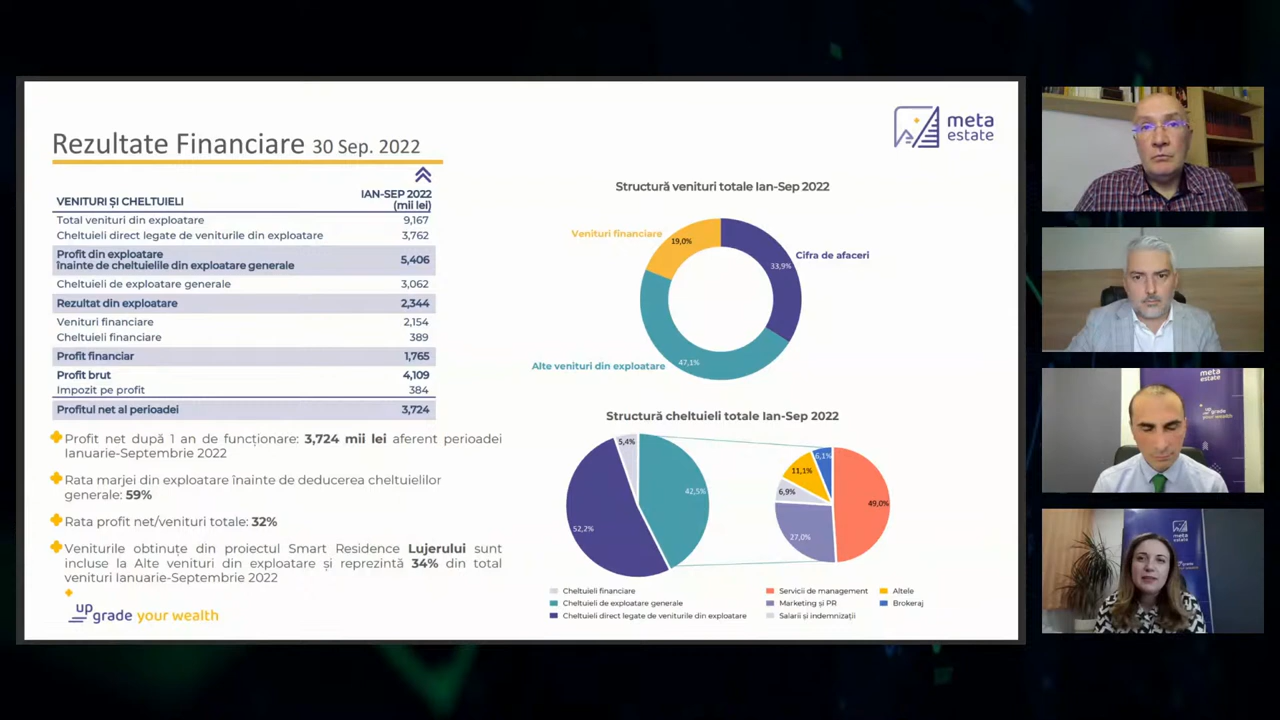 Rezultate Financiare 30 Sep. 2022
meta
estate
VENITURI ȘI CHELTUIELI
IAN-SEP 2022
(mii lei)
Total venituri din exploatare 9,167
Cheltuieli direct legate de veniturile din exploatare 3,762
Profit din exploatare
înainte de cheltuielile din exploatare generale 5,406
Cheltuieli de exploatare generale 3,062
Rezultat din exploatare 2,344
Venituri financiare 2,154
Cheltuieli financiare 389
Profit financiar 1,765
Profit brut 4,109
Impozit pe profit 384
Profitul net al perioadei 3,724
Profit net după 1 an de funcționare: 3,724 mii lei aferent perioadei
Ianuarie-Septembrie 2022
Rata marjei din exploatare înainte de deducerea cheltuielilor
generale: 59%
Rata profit net/venituri totale: 32%
Veniturile obtinuțe din proiectul Smart Residence Lujerului sunt
incluse la Alte venituri din exploatare și reprezintă 34% din total
venituri Ianuarie-Septembrie 2022
upgrade your wealth
Structură venituri totale Ian-Sep 2022
Venituri financiare
19,0%
Cifra de afaceri
33,9%
Alte venituri din exploatare
47,1%
Structură cheltuieli totale Ian-Sep 2022
5,4%
42,5%
52,2%
6,1%
11,1%
6,9%
49,0%
27,0%
Cheltuieli financiare
Cheltuieli de exploatare generale
Cheltuieli direct legate de veniturile din exploatare
Servicii de management
Marketing și PR
Salarii și indemnizații
Altele
Brokeraj
meta
estate
upgrade
your wealth
meta
estate